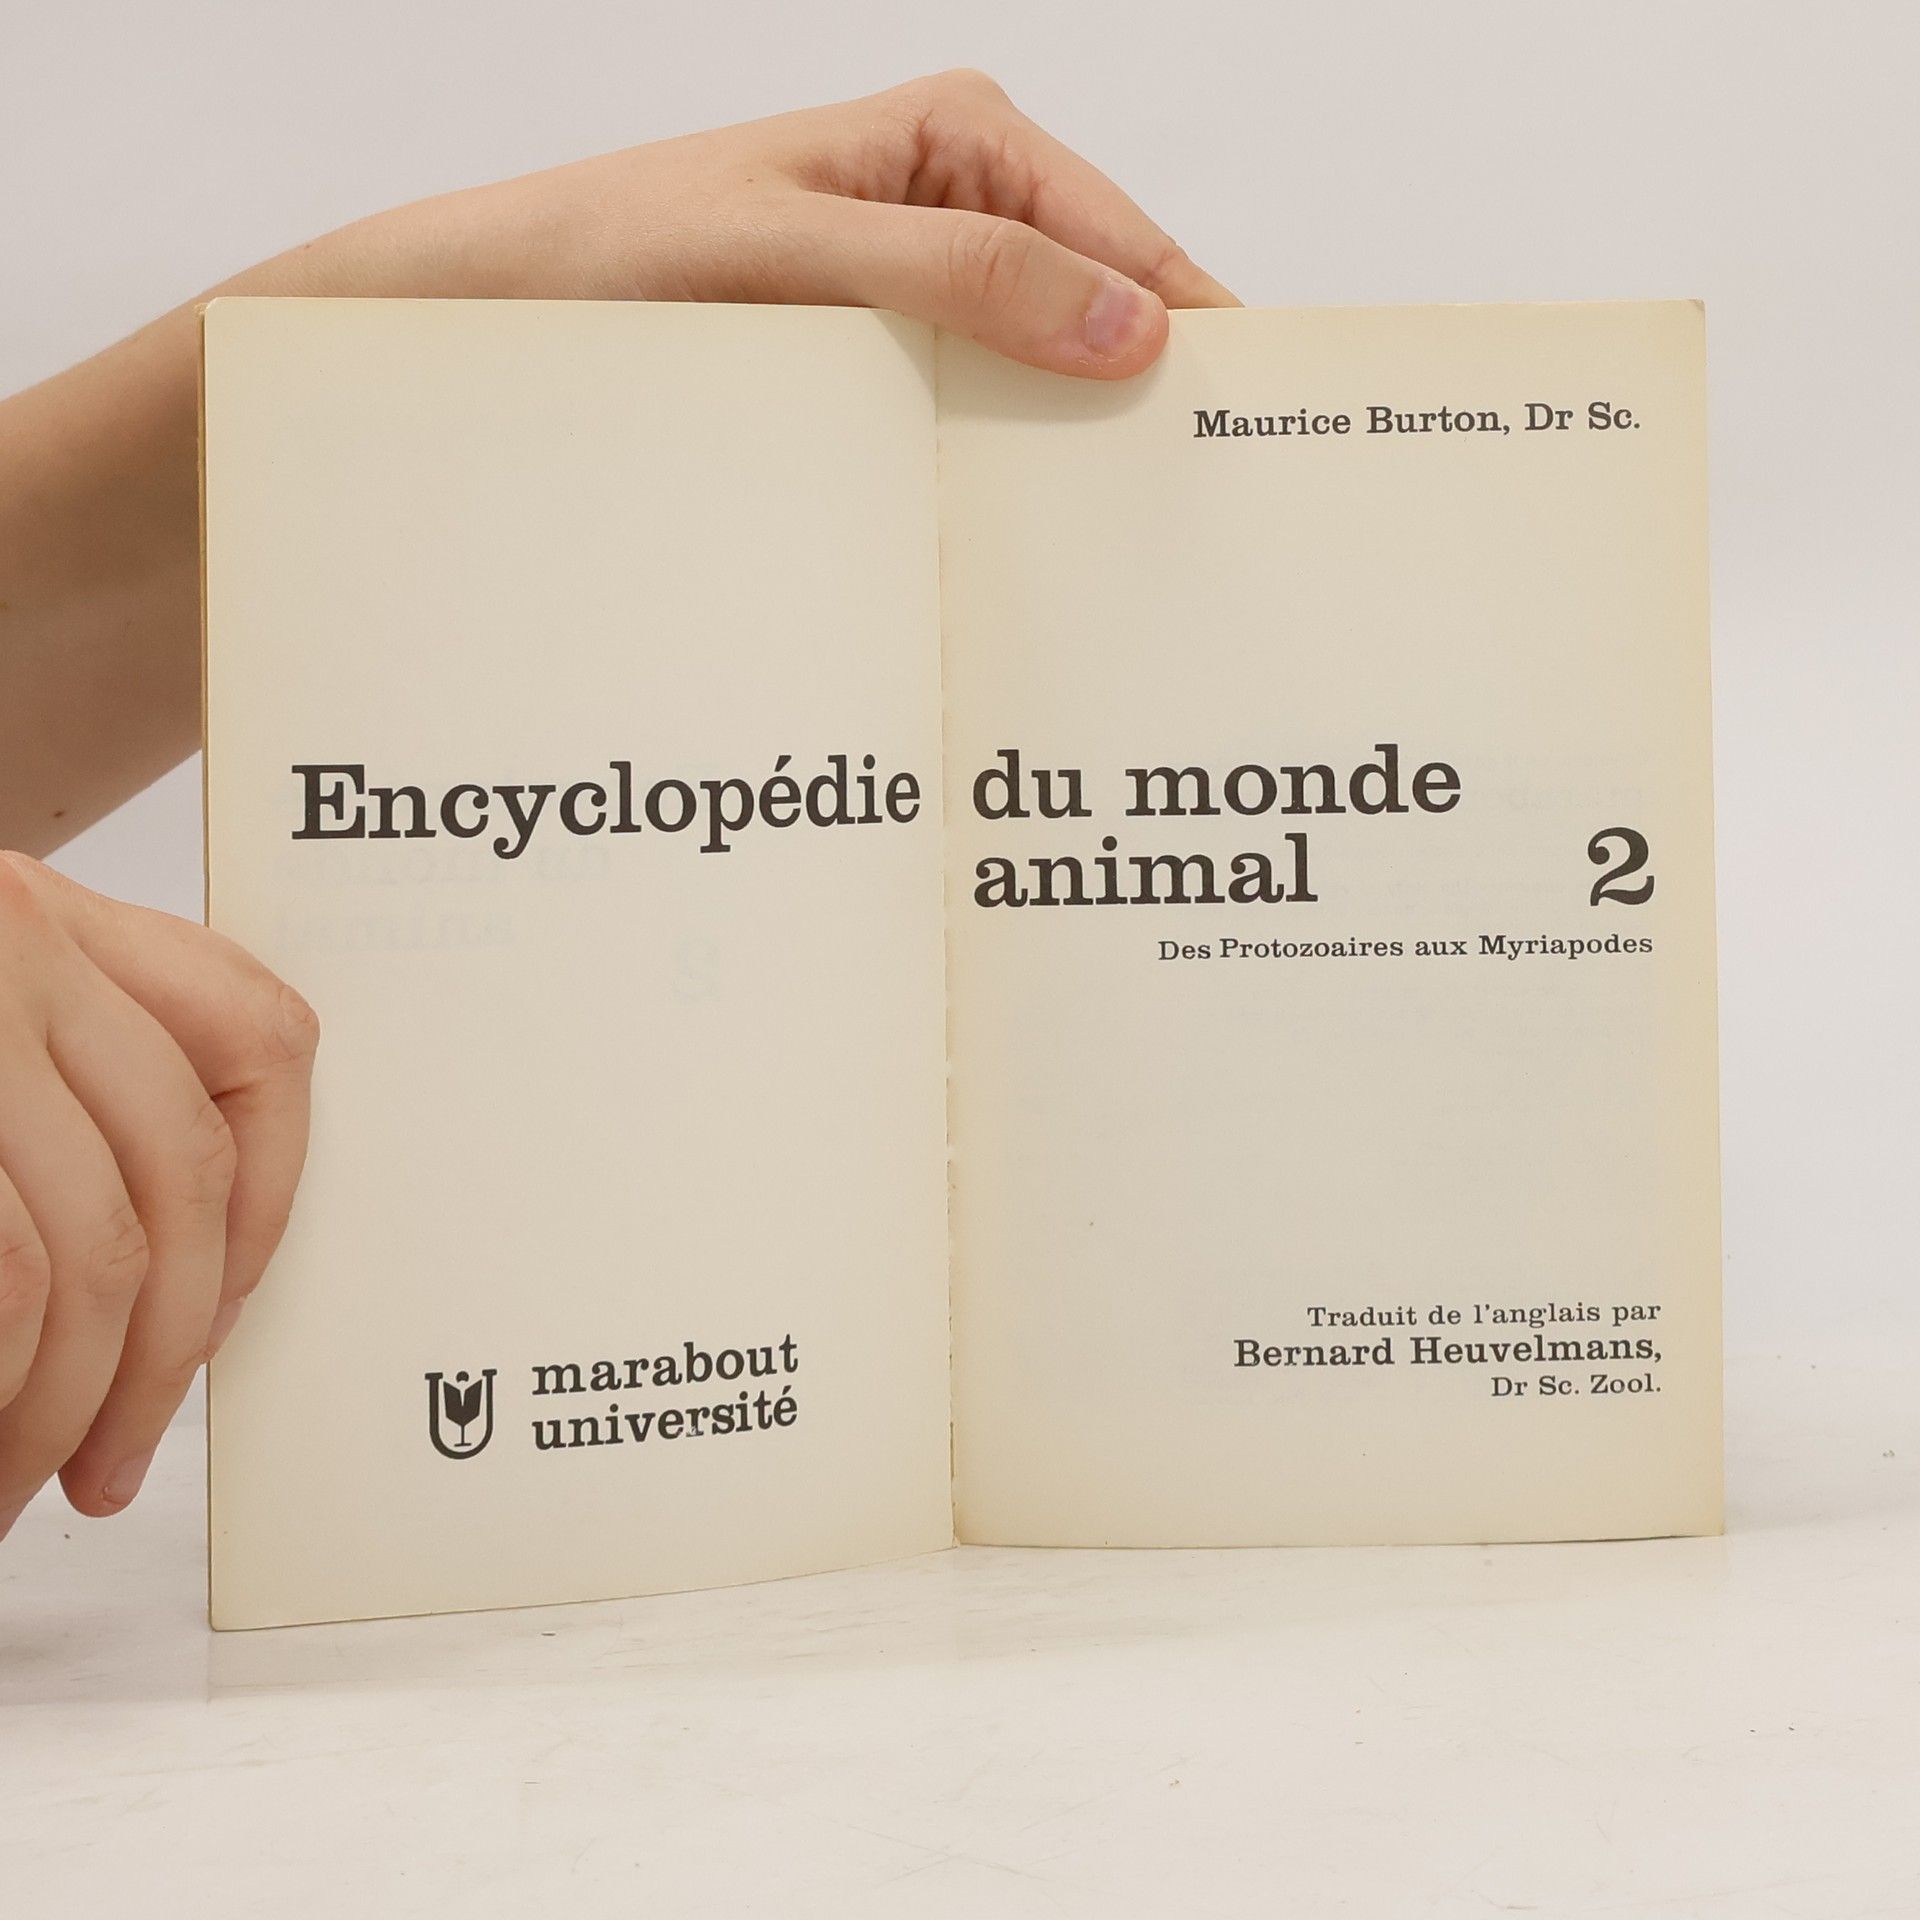 Maurice Burton, Dr Sc.
Encyclopédie du monde
animal 2
Des Protozoaires aux Myriapodes
marabout
université
Traduit de l'anglais par
Bernard Heuvelmans,
Dr Sc. Zool.